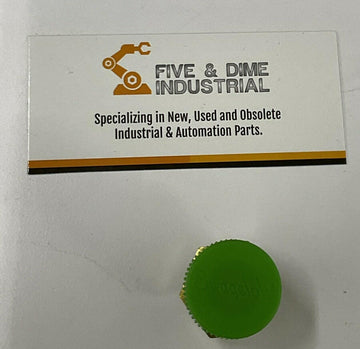 FIVE & DIME
INDUSTRIAL
Specializing in New, Used and Obsolete
Industrial & Automation Parts.